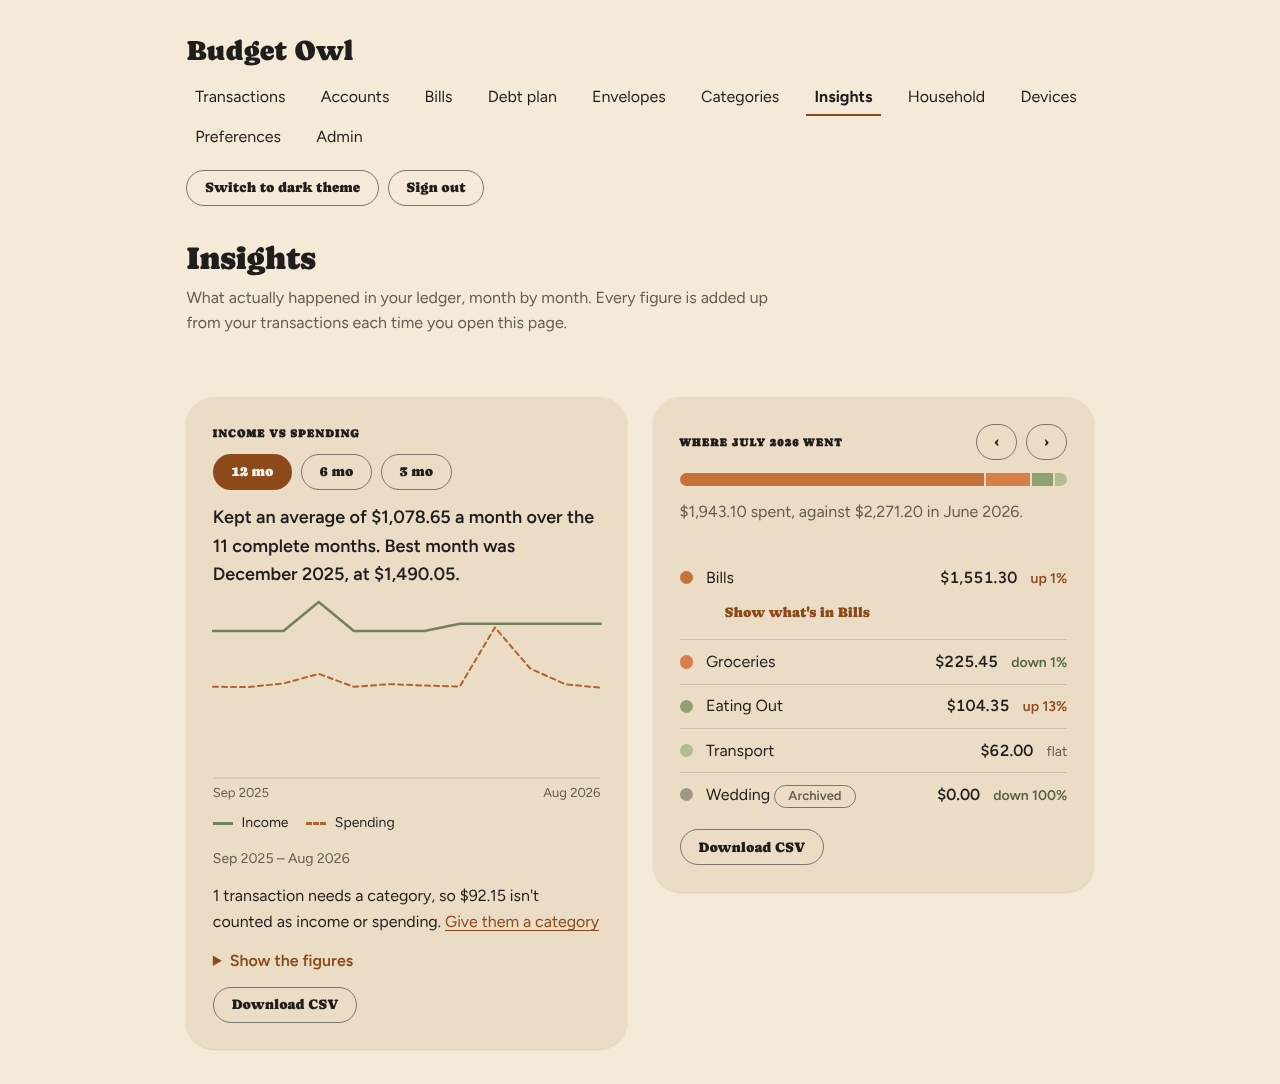 Budget Owl
Transactions Accounts Bills Debt plan Envelopes Categories Insights Household Devices
Preferences Admin
Switch to dark theme Sign out
Insights
What actually happened in your ledger, month by month. Every figure is added up
from your transactions each time you open this page.
INCOME VS SPENDING
12 mo 6 mo 3 mo
Kept an average of $1,078.65 a month over the
11 complete months. Best month was
December 2025, at $1,490.05.
Sep 2025 Aug 2026
Income Spending
Sep 2025 – Aug 2026
1 transaction needs a category, so $92.15 isn't
counted as income or spending. Give them a category
Show the figures
Download CSV
WHERE JULY 2026 WENT
‹ ›
$1,943.10 spent, against $2,271.20 in June 2026.
Bills $1,551.30 up 1%
Show what's in Bills
Groceries $225.45 down 1%
Eating Out $104.35 up 13%
Transport $62.00 flat
Wedding Archived $0.00 down 100%
Download CSV